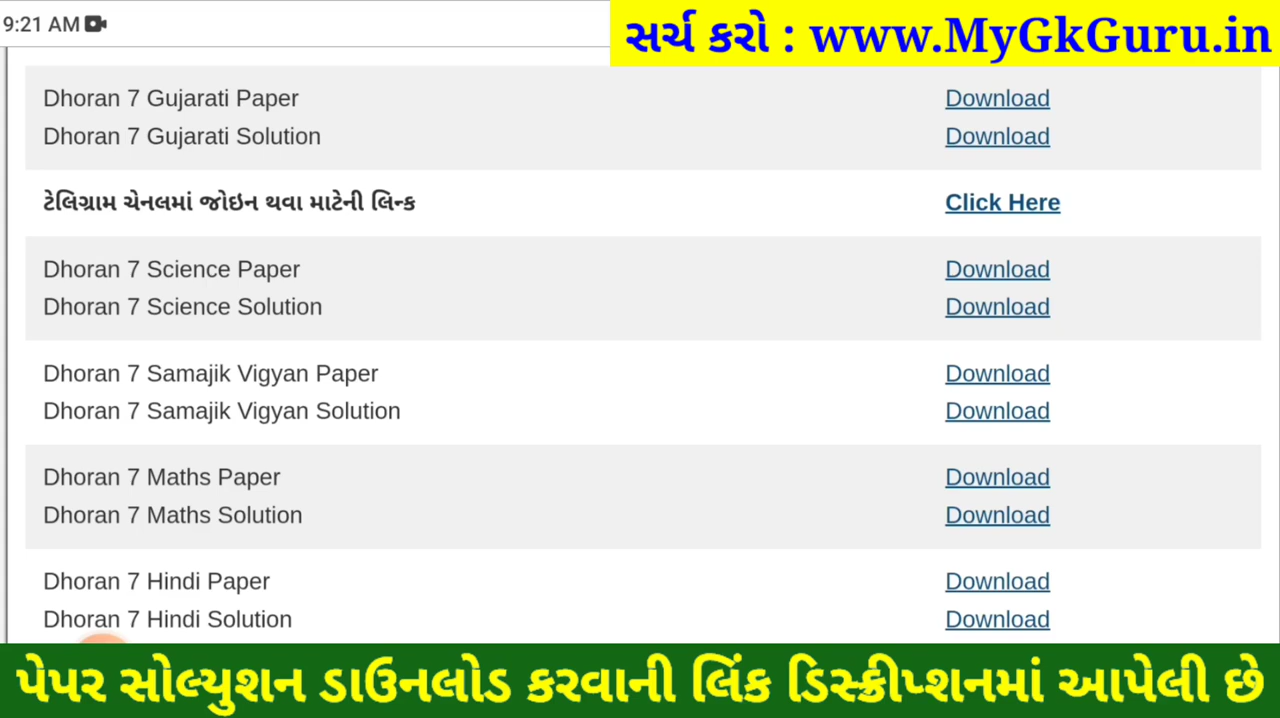 9:21 AM
સર્ચ કરો : www.MyGkGuru.in
Dhoran 7 Gujarati Paper Download
Dhoran 7 Gujarati Solution Download
ટેલિગ્રામ ચેનલમાં જોઇન થવા માટેની લિન્ક Click Here
Dhoran 7 Science Paper Download
Dhoran 7 Science Solution Download
Dhoran 7 Samajik Vigyan Paper Download
Dhoran 7 Samajik Vigyan Solution Download
Dhoran 7 Maths Paper Download
Dhoran 7 Maths Solution Download
Dhoran 7 Hindi Paper Download
Dhoran 7 Hindi Solution Download
પેપર સોલ્યુશન ડાઉનલોડ કરવાની લિંક ડિસ્ક્રીપ્શનમાં આપેલી છે